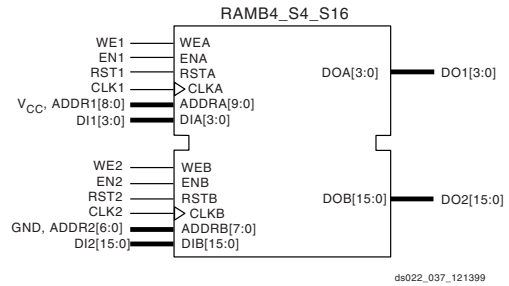 RAMB4_S4_S16
WE1 WEA
EN1 ENA
RST1 RSTA DOA[3:0] DO1[3:0]
CLK1 CLKA
VCC, ADDR1[8:0] ADDRA[9:0]
DI1[3:0] DIA[3:0]
WE2 WEB
EN2 ENB
RST2 RSTB DOB[15:0] DO2[15:0]
CLK2 CLKB
GND, ADDR2[6:0] ADDRB[7:0]
DI2[15:0] DIB[15:0]
ds022_037_121399